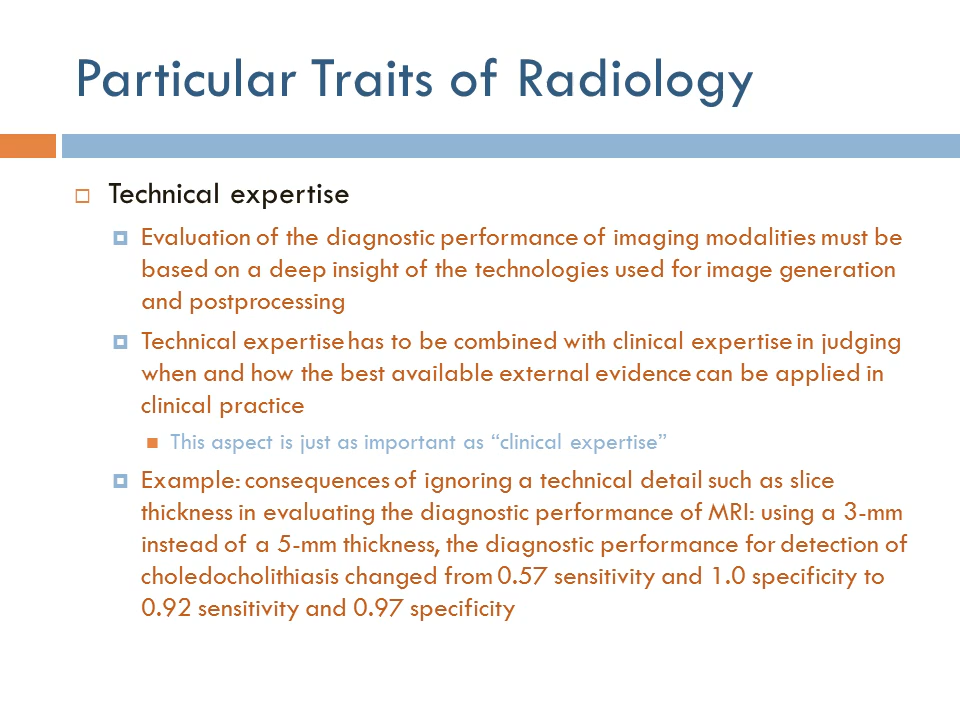 Particular Traits of Radiology
Technical expertise
Evaluation of the diagnostic performance of imaging modalities must be
based on a deep insight of the technologies used for image generation
and postprocessing
Technical expertise has to be combined with clinical expertise in judging
when and how the best available external evidence can be applied in
clinical practice
This aspect is just as important as “clinical expertise”
Example: consequences of ignoring a technical detail such as slice
thickness in evaluating the diagnostic performance of MRI: using a 3-mm
instead of a 5-mm thickness, the diagnostic performance for detection of
choledocholithiasis changed from 0.57 sensitivity and 1.0 specificity to
0.92 sensitivity and 0.97 specificity